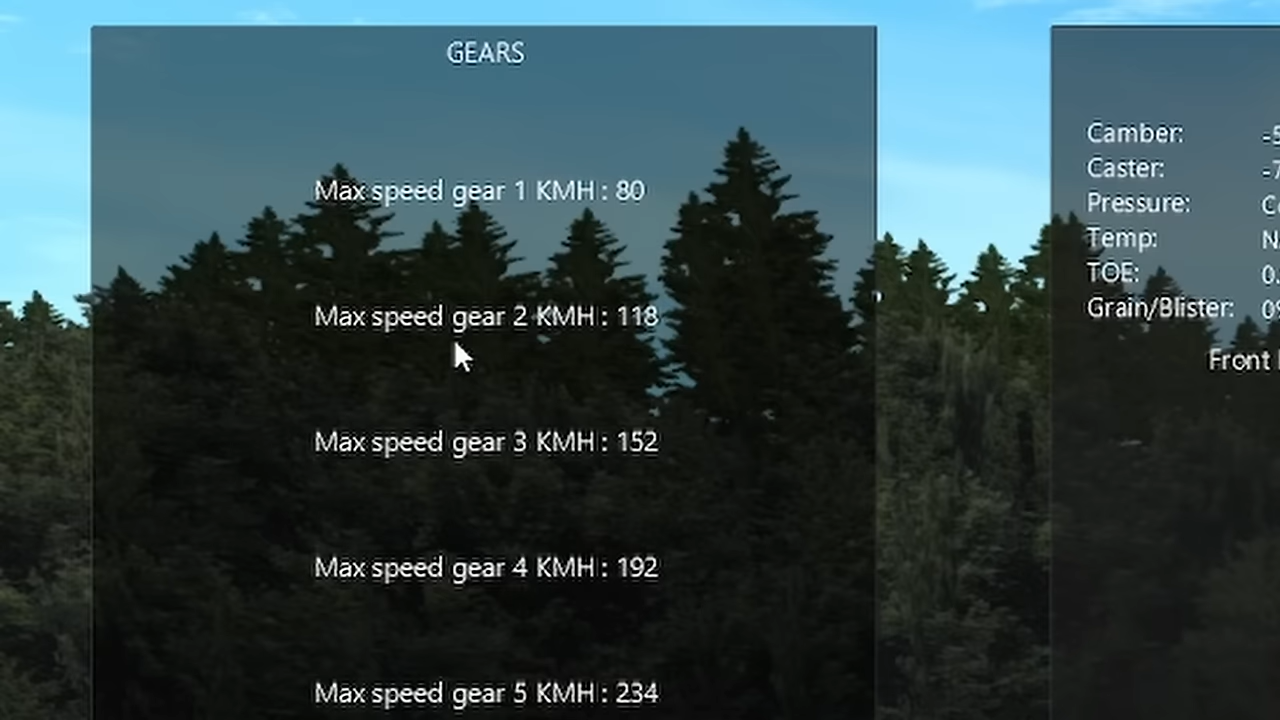 GEARS
Max speed gear 1 KMH : 80
Max speed gear 2 KMH : 118
Max speed gear 3 KMH : 152
Max speed gear 4 KMH : 192
Max speed gear 5 KMH : 234
Camber:
Caster:
Pressure:
Temp:
TOE:
Grain/Blister:
Front